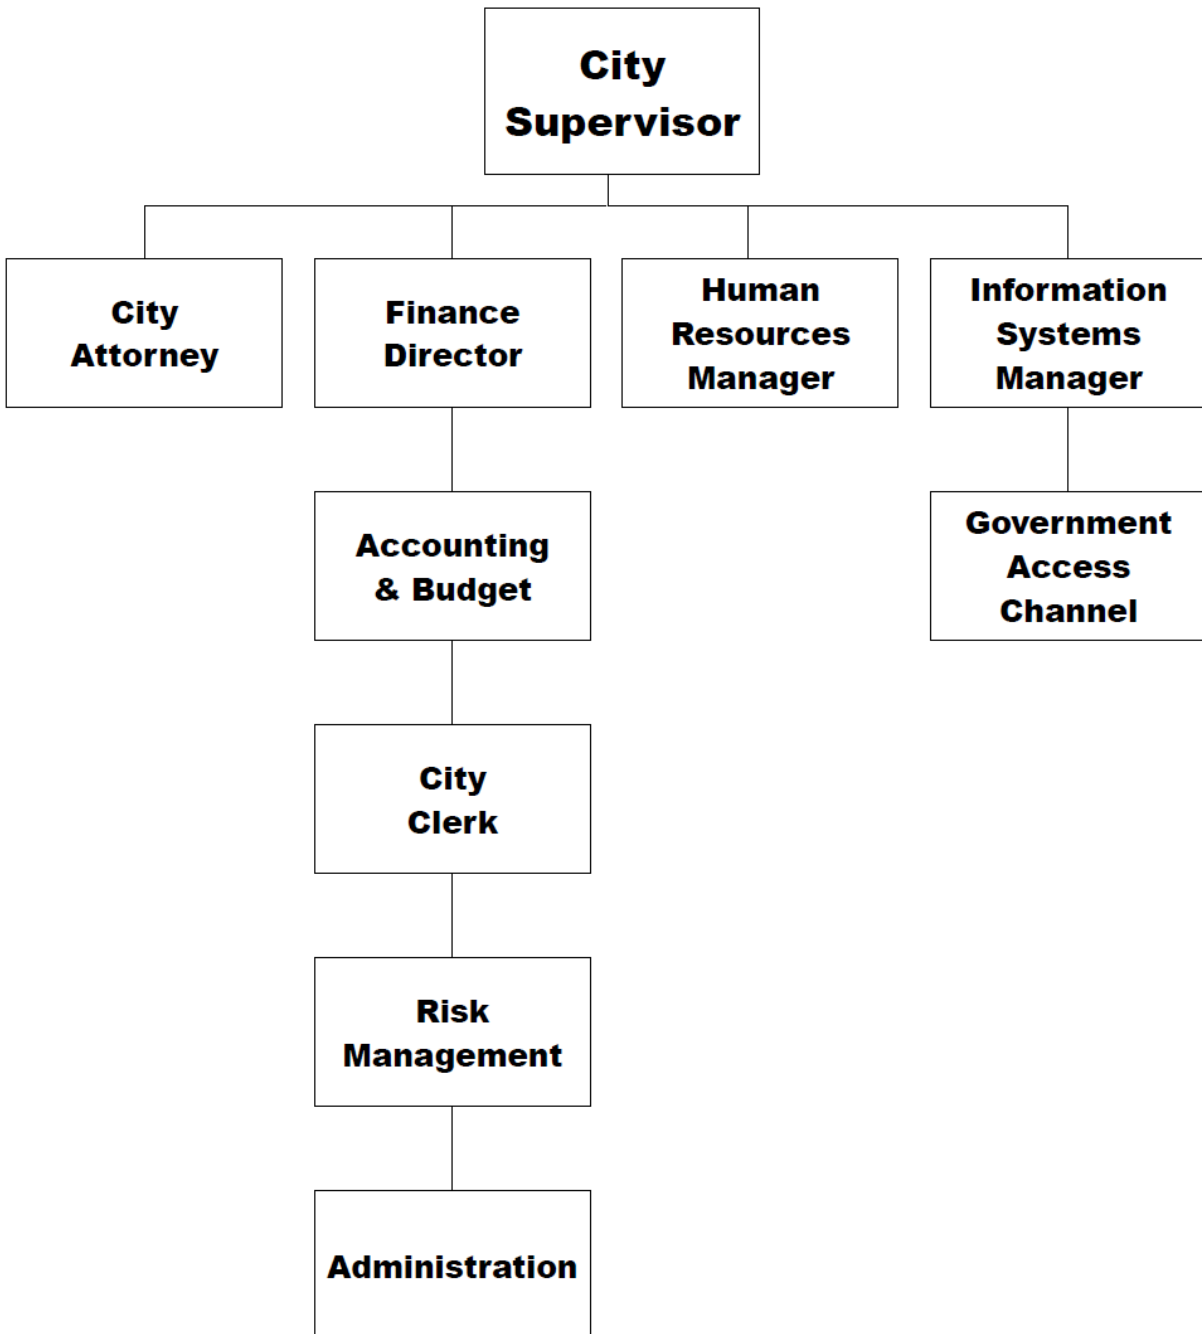 City
Supervisor
City
Attorney
Finance
Director
Human
Resources
Manager
Information
Systems
Manager
Accounting
& Budget
Government
Access
Channel
City
Clerk
Risk
Management
Administration